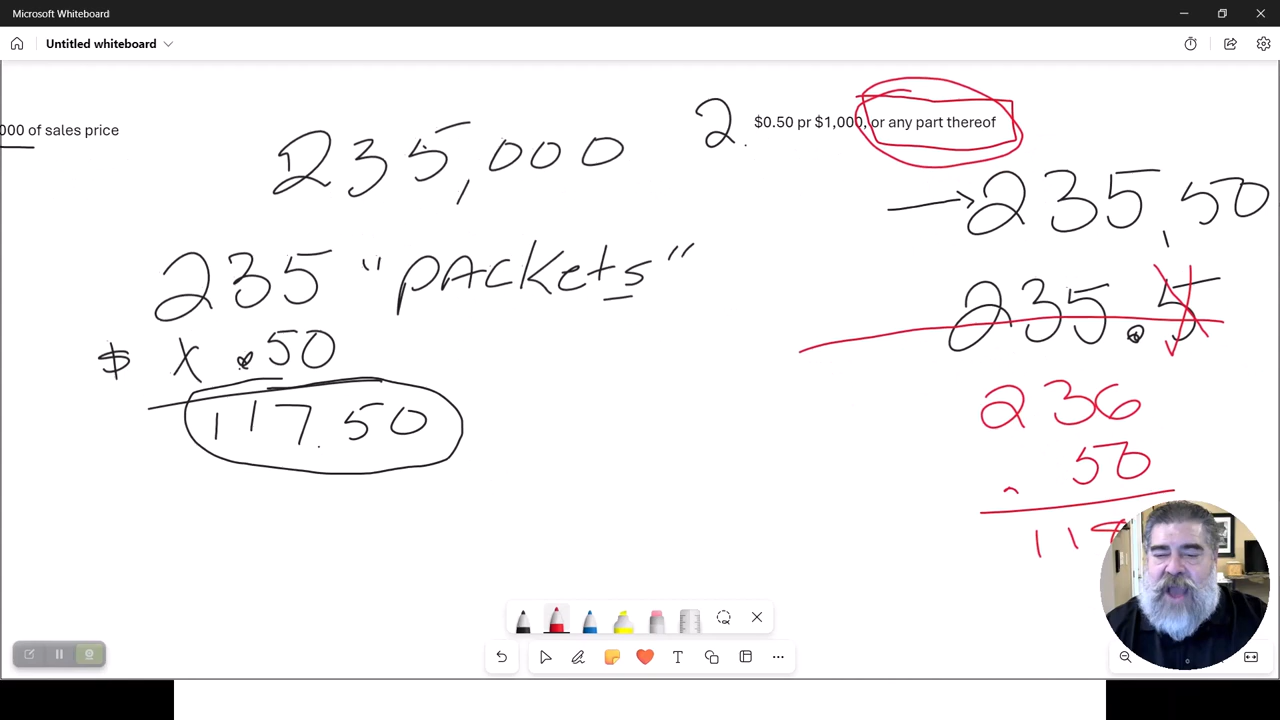 Microsoft Whiteboard
Untitled whiteboard
000 of sales price
235,000
235 "PACkets"
$ X .50
117.50
2.
$0.50 pr $1,000, or any part thereof
235,50
235.5
236
.50
118